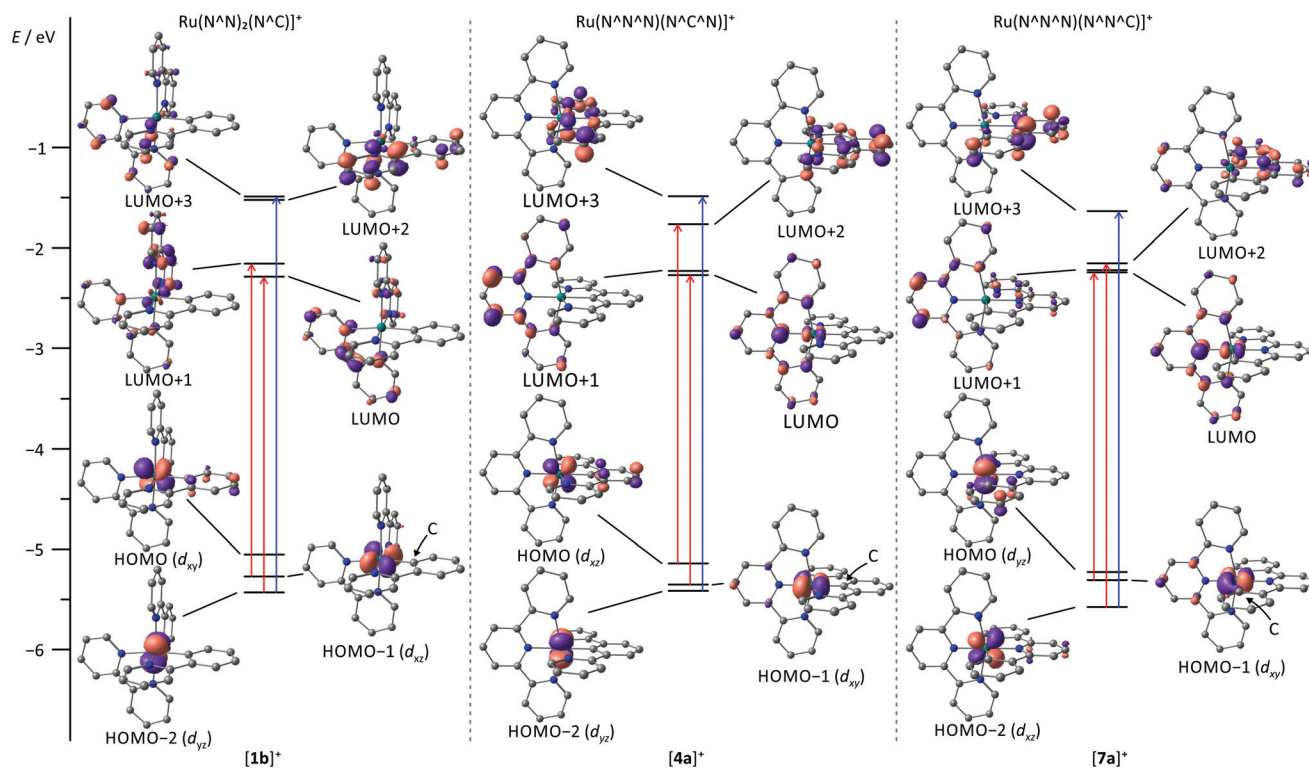 E / eV
−1
−2
−3
−4
−5
−6
Ru(N^N)₂(N^C)]⁺
LUMO+3
LUMO+2
LUMO+1
LUMO
HOMO (dxy)
C
HOMO−1 (dxz)
HOMO−2 (dyz)
[1b]⁺
Ru(N^N^N)(N^C^N)]⁺
LUMO+3
LUMO+2
LUMO+1
LUMO
HOMO (dxz)
C
HOMO−1 (dxy)
HOMO−2 (dyz)
[4a]⁺
Ru(N^N^N)(N^N^C)]⁺
LUMO+3
LUMO+2
LUMO+1
LUMO
HOMO (dyz)
C
HOMO−1 (dxy)
HOMO−2 (dxz)
[7a]⁺